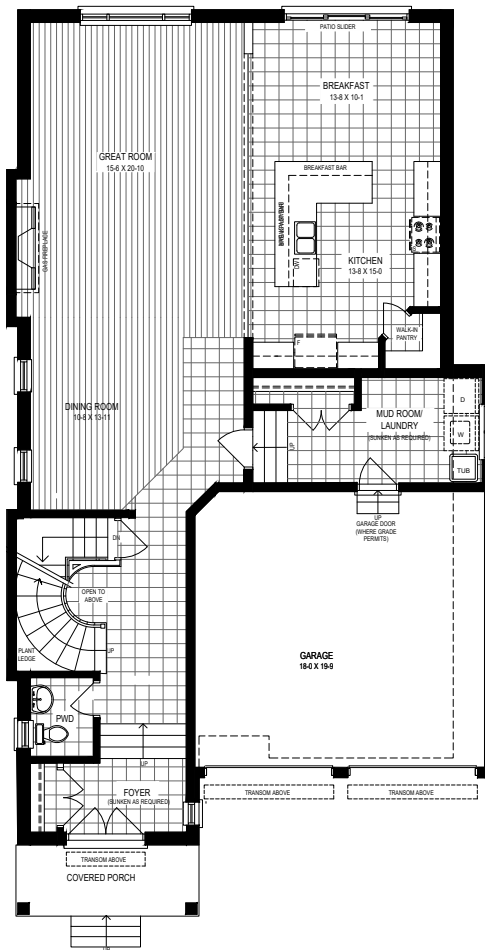 PATIO SLIDER
BREAKFAST
13-8 X 10-1
GREAT ROOM
15-6 X 20-10
BREAKFAST BAR
GAS FIREPLACE
DW
KITCHEN
13-8 X 15-0
F
WALK-IN
PANTRY
DINING ROOM
10-8 X 13-11
D
MUD ROOM/
LAUNDRY
(SUNKEN AS REQUIRED)
W
UP
TUB
UP
GARAGE DOOR
(WHERE GRADE
PERMITS)
DN
OPEN TO
ABOVE
PLANT
LEDGE
UP
GARAGE
18-0 X 19-9
PWD
UP
FOYER
(SUNKEN AS REQUIRED)
TRANSOM ABOVE
TRANSOM ABOVE
TRANSOM ABOVE
COVERED PORCH
UP